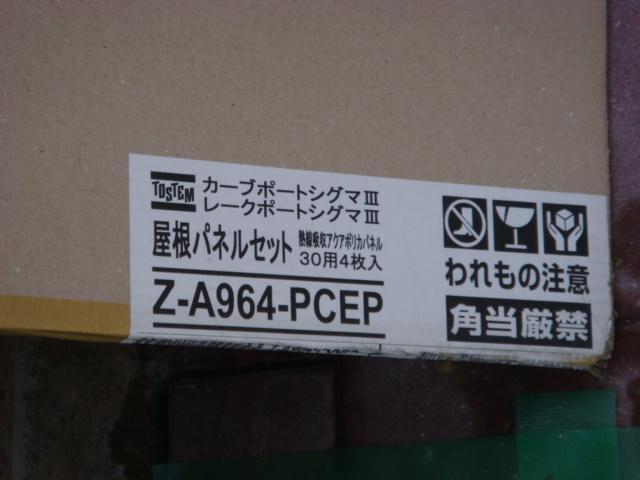 TOSTEM
カーブポートシグマⅢ
レークポートシグマⅢ
屋根パネルセット
熱線吸収アクアポリカパネル
30用4枚入
Z-A964-PCEP
われもの注意
角当厳禁